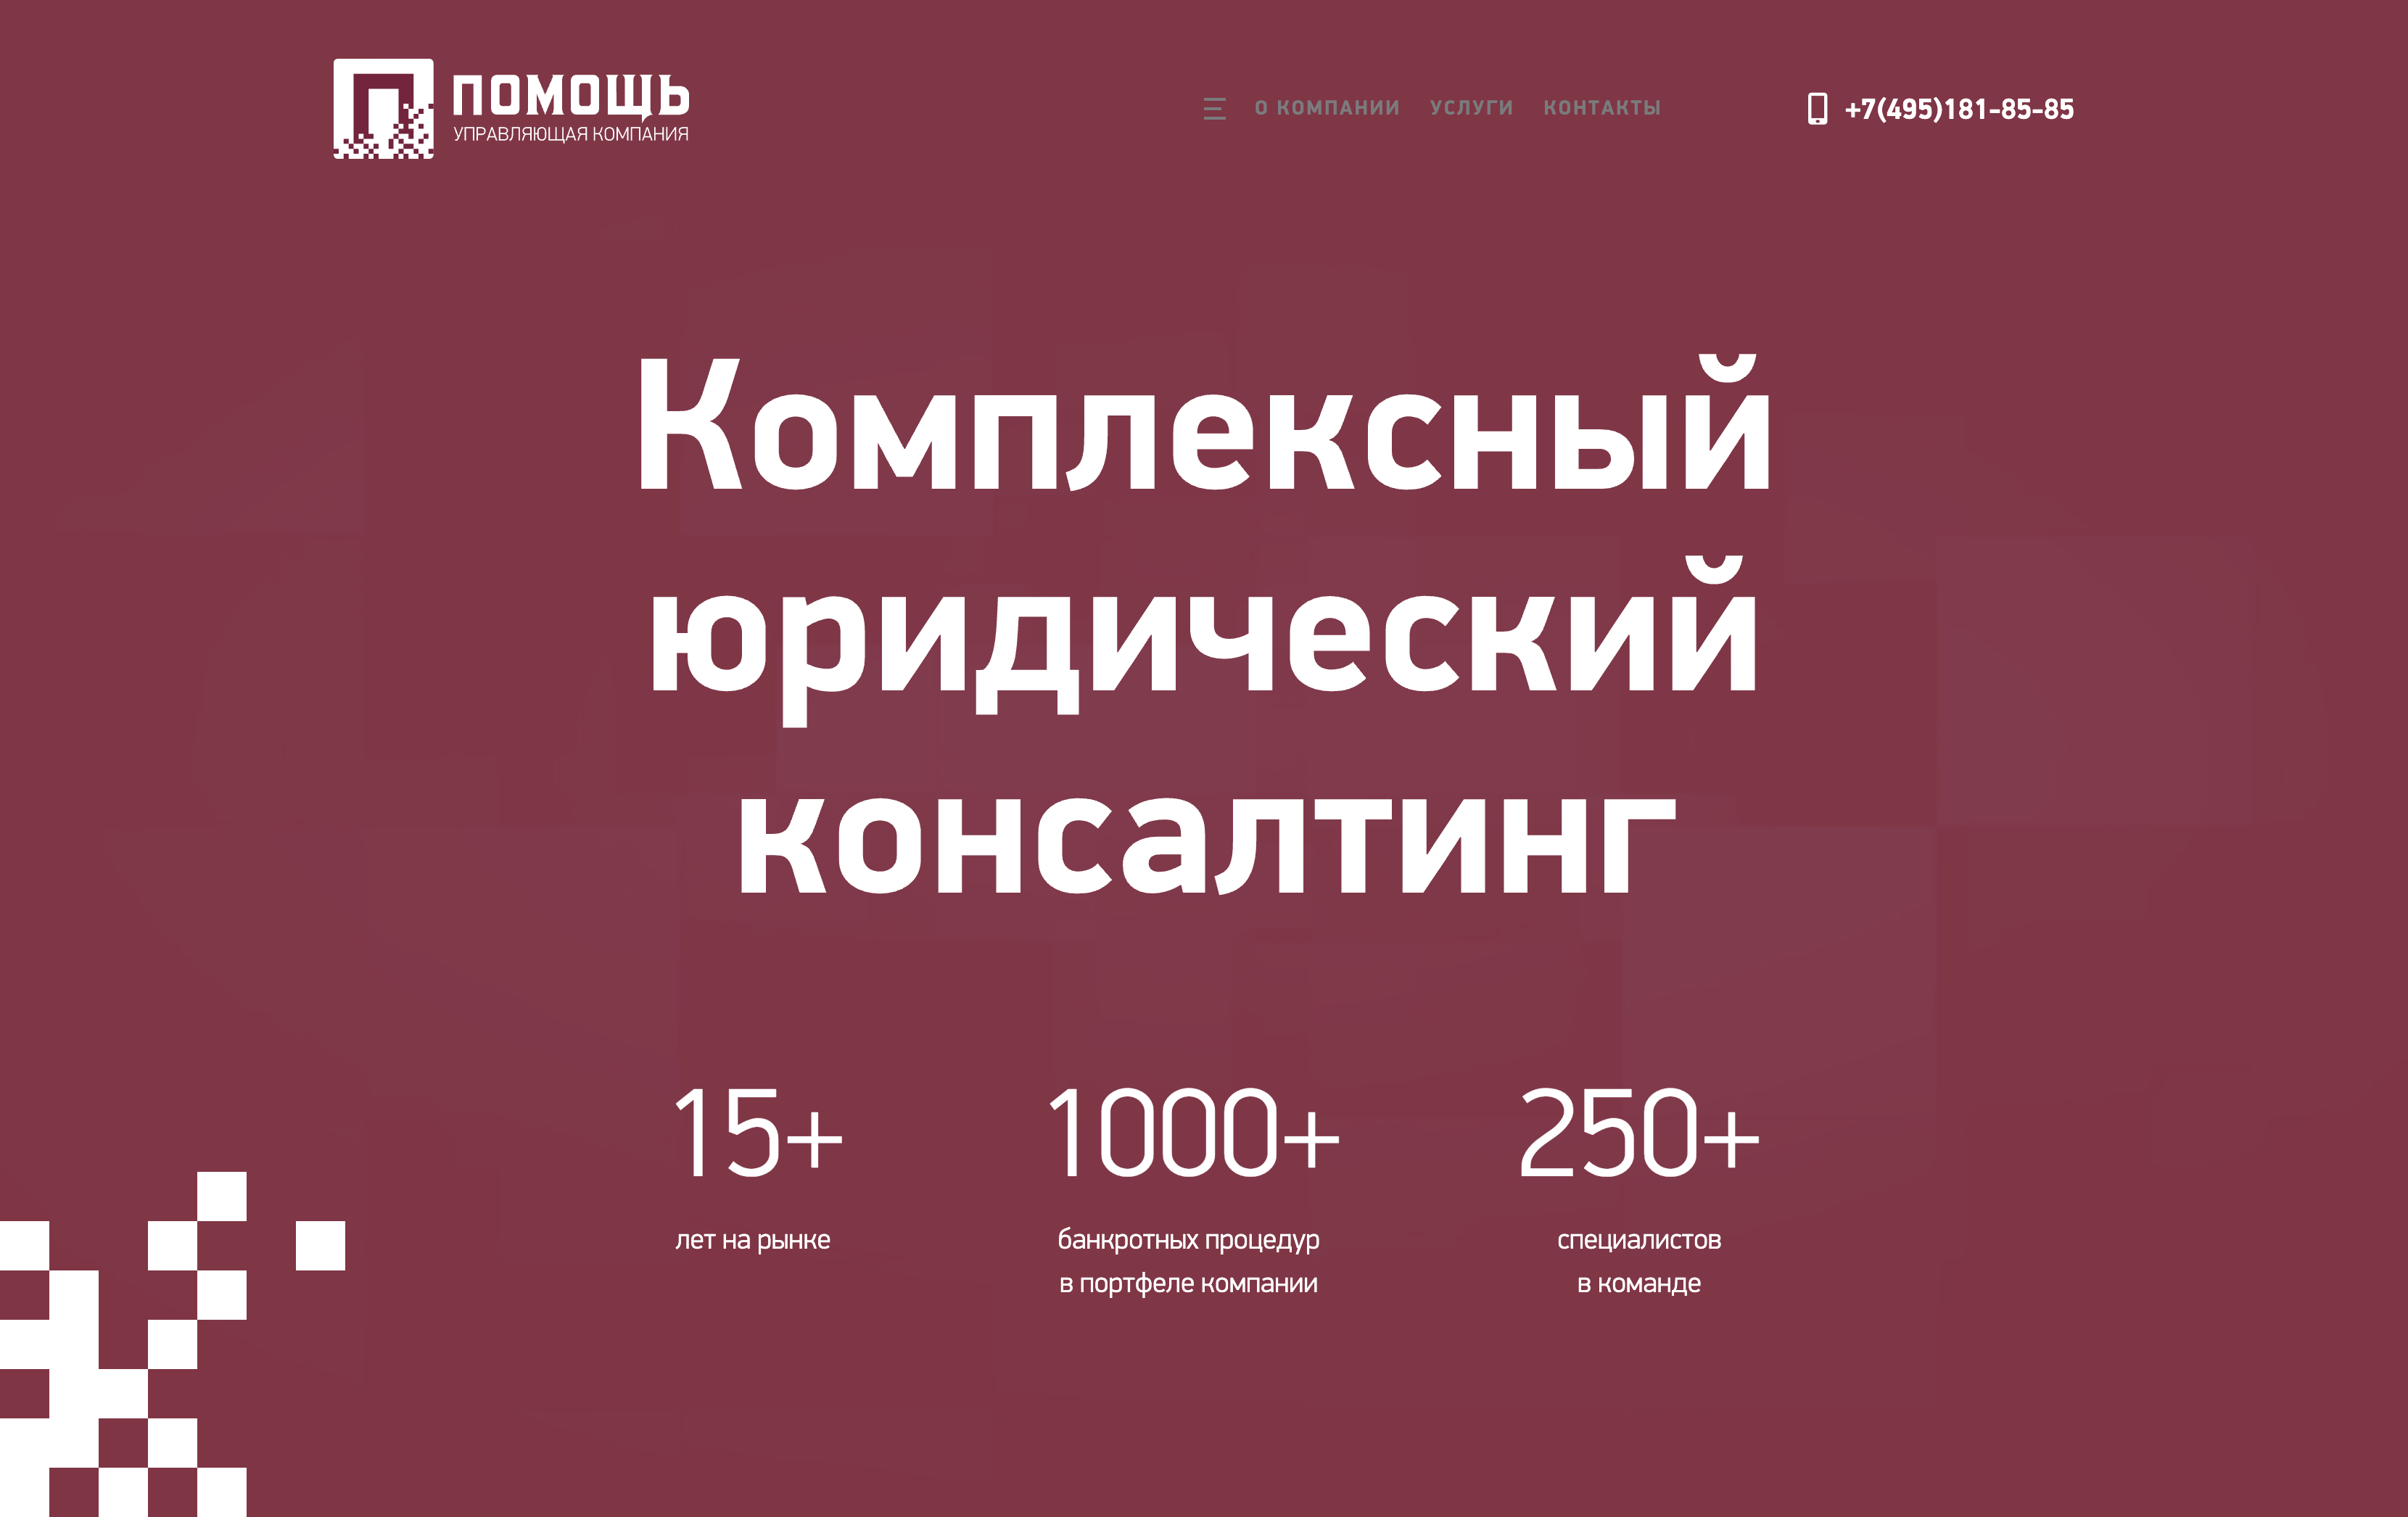 ПОМОЩЬ
УПРАВЛЯЮЩАЯ КОМПАНИЯ
О КОМПАНИИ УСЛУГИ КОНТАКТЫ
+7(495)181-85-85
Комплексный
юридический
консалтинг
15+ 1000+ 250+
лет на рынке банкротных процедур специалистов
в портфеле компании в команде